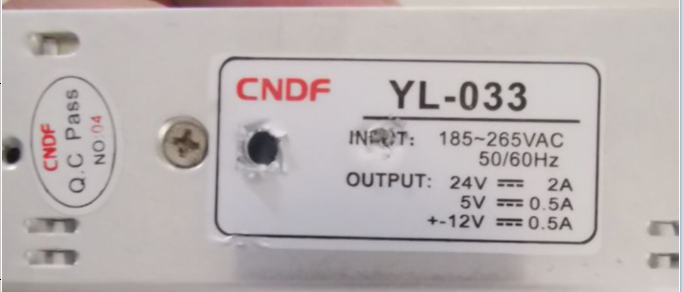 CNDF
Q.C Pass
NO:04
CNDF
YL-033
INPUT: 185~265VAC
50/60Hz
OUTPUT: 24V ⎓ 2A
5V ⎓ 0.5A
+-12V ⎓ 0.5A